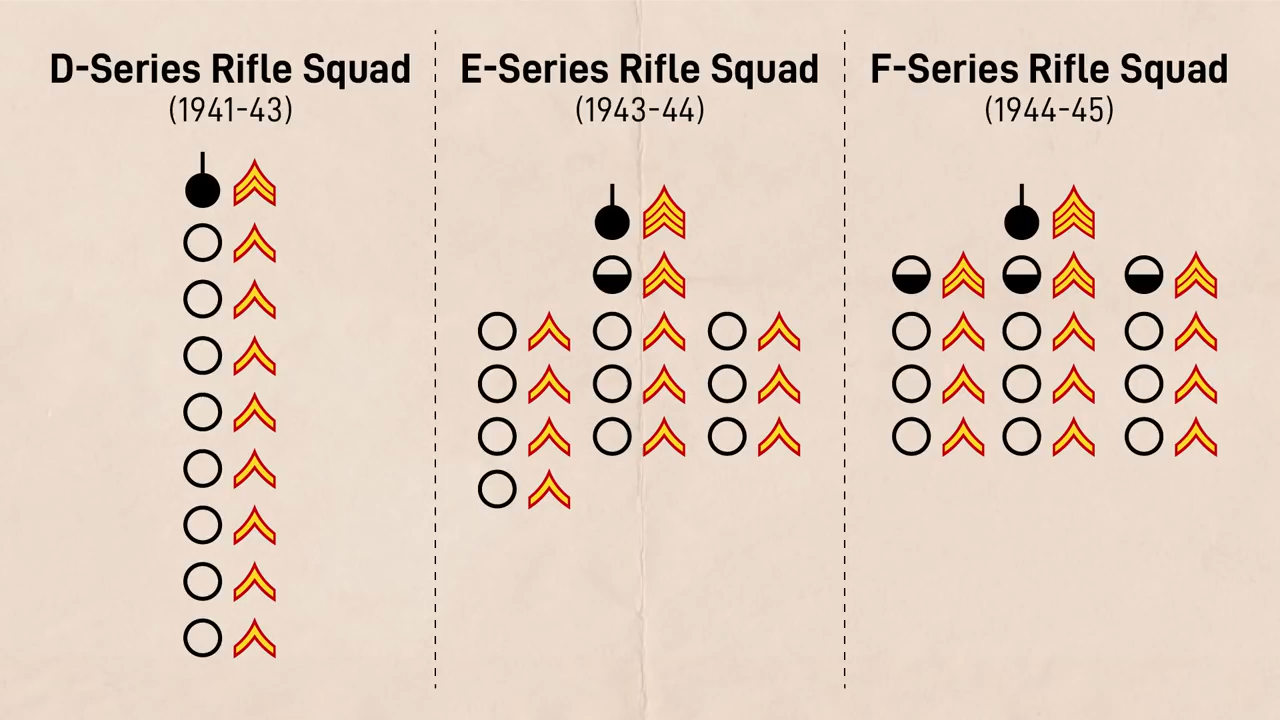 D-Series Rifle Squad
(1941-43)
E-Series Rifle Squad
(1943-44)
F-Series Rifle Squad
(1944-45)